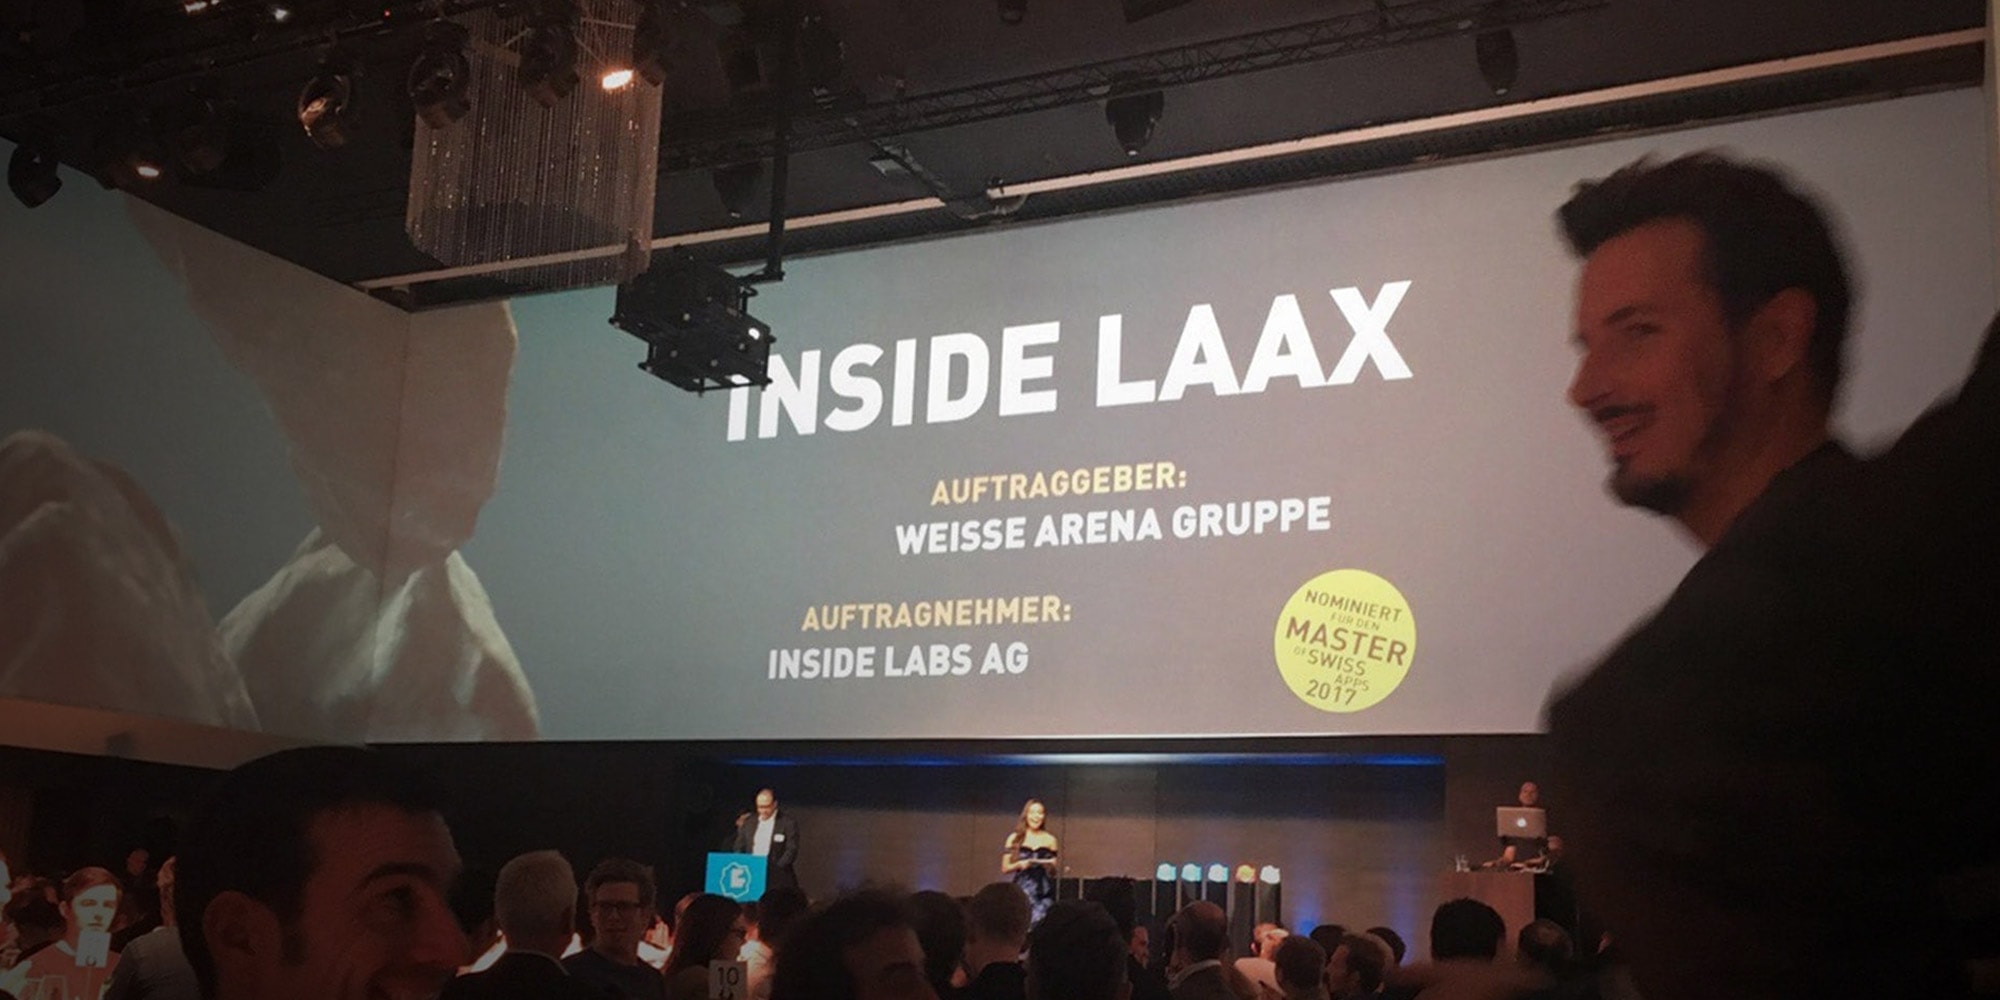 INSIDE LAAX
AUFTRAGGEBER:
WEISSE ARENA GRUPPE
AUFTRAGNEHMER:
INSIDE LABS AG
NOMINIERT
FÜR DEN
MASTER
OF SWISS
APPS
2017
10